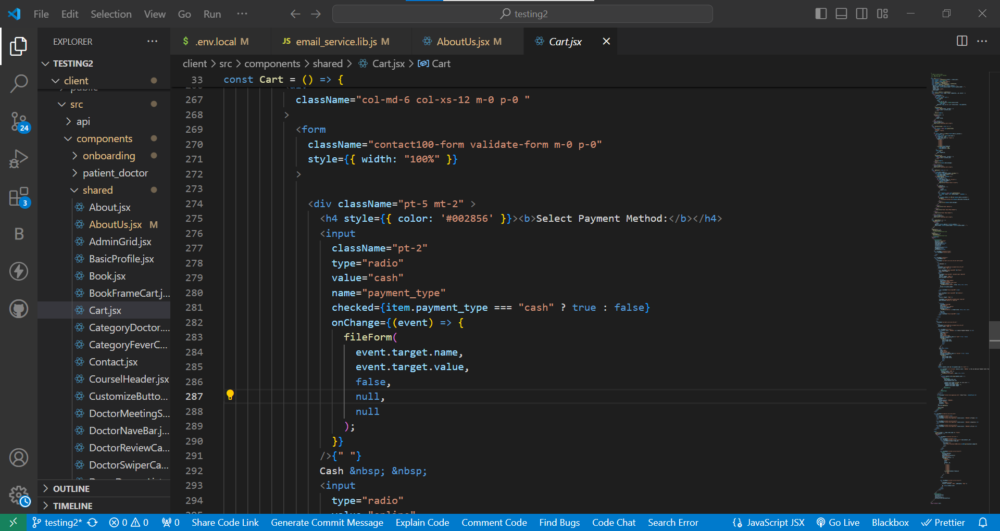 File Edit Selection View Go Run ··· testing2
EXPLORER ···
$ .env.local M
JS email_service.lib.js M
AboutUs.jsx M
Cart.jsx
client > src > components > shared > Cart.jsx > Cart
TESTING2
client
public
src
api
components
onboarding
patient_doctor
shared
About.jsx
AboutUs.jsx M
AdminGrid.jsx
BasicProfile.jsx
Book.jsx
BookFrameCart.j...
Cart.jsx
CategoryDoctor....
CategoryFeverC...
Contact.jsx
CourselHeader.jsx
CustomizeButto...
DoctorMeetingS...
DoctorNaveBar.j...
DoctorReviewCa...
DoctorSwiperCa...
OUTLINE
TIMELINE
24
3
B
33 const Cart = () => {
267 className="col-md-6 col-xs-12 m-0 p-0 "
268 >
269 <form
270 className="contact100-form validate-form m-0 p-0"
271 style={{ width: "100%" }}
272 >
273
274 <div className="pt-5 mt-2" >
275 <h4 style={{ color: '#002856' }}><b>Select Payment Method:</b></h4>
276 <input
277 className="pt-2"
278 type="radio"
279 value="cash"
280 name="payment_type"
281 checked={item.payment_type === "cash" ? true : false}
282 onChange={(event) => {
283 fileForm(
284 event.target.name,
285 event.target.value,
286 false,
287 null,
288 null
289 );
290 }}
291 />{" "}
292 Cash &nbsp; &nbsp;
293 <input
294 type="radio"
value="online"
testing2* 0 0 0 Share Code Link Generate Commit Message Explain Code Comment Code Find Bugs Code Chat Search Error JavaScript JSX Go Live Blackbox Prettier